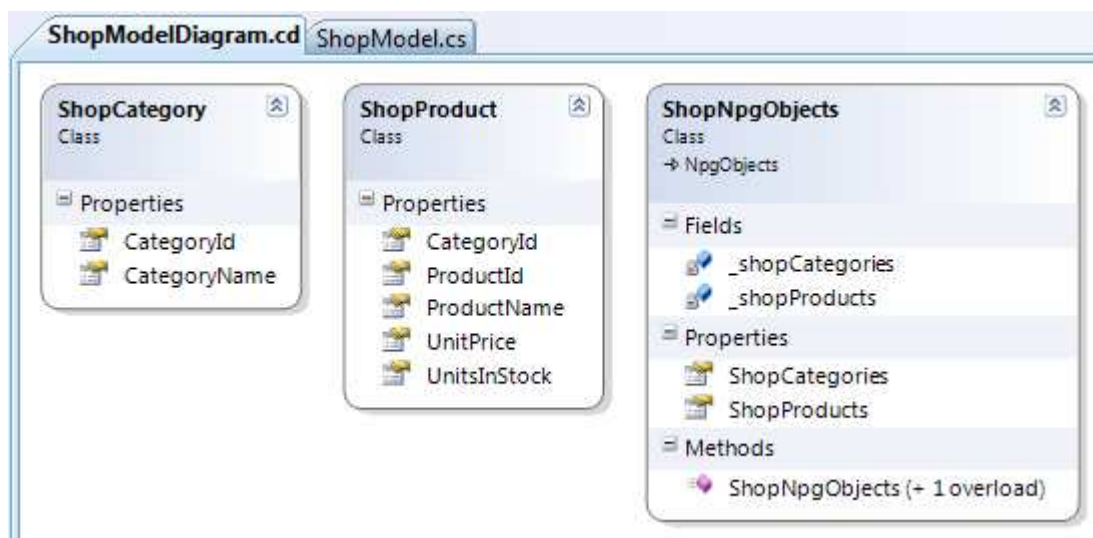 ShopModelDiagram.cd ShopModel.cs
ShopCategory
Class
Properties
CategoryId
CategoryName
ShopProduct
Class
Properties
CategoryId
ProductId
ProductName
UnitPrice
UnitsInStock
ShopNpgObjects
Class
NpgObjects
Fields
_shopCategories
_shopProducts
Properties
ShopCategories
ShopProducts
Methods
ShopNpgObjects (+ 1 overload)